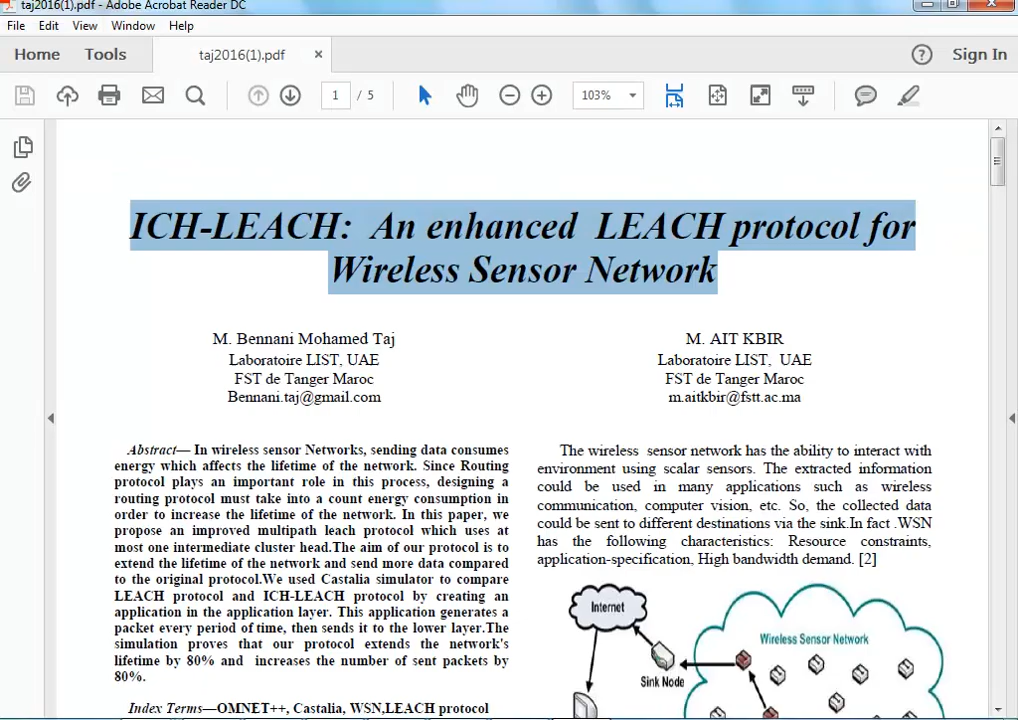 taj2016(1).pdf - Adobe Acrobat Reader DC
File Edit View Window Help
Home Tools taj2016(1).pdf × ? Sign In
1 / 5 103%
ICH-LEACH: An enhanced LEACH protocol for
Wireless Sensor Network
M. Bennani Mohamed Taj
Laboratoire LIST, UAE
FST de Tanger Maroc
Bennani.taj@gmail.com
M. AIT KBIR
Laboratoire LIST, UAE
FST de Tanger Maroc
m.aitkbir@fstt.ac.ma
Abstract— In wireless sensor Networks, sending data consumes
energy which affects the lifetime of the network. Since Routing
protocol plays an important role in this process, designing a
routing protocol must take into a count energy consumption in
order to increase the lifetime of the network. In this paper, we
propose an improved multipath leach protocol which uses at
most one intermediate cluster head.The aim of our protocol is to
extend the lifetime of the network and send more data compared
to the original protocol.We used Castalia simulator to compare
LEACH protocol and ICH-LEACH protocol by creating an
application in the application layer. This application generates a
packet every period of time, then sends it to the lower layer.The
simulation proves that our protocol extends the network's
lifetime by 80% and increases the number of sent packets by
80%.
Index Terms—OMNET++, Castalia, WSN,LEACH protocol
The wireless sensor network has the ability to interact with
environment using scalar sensors. The extracted information
could be used in many applications such as wireless
communication, computer vision, etc. So, the collected data
could be sent to different destinations via the sink.In fact .WSN
has the following characteristics: Resource constraints,
application-specification, High bandwidth demand. [2]
Internet
Wireless Sensor Network
Sink Node